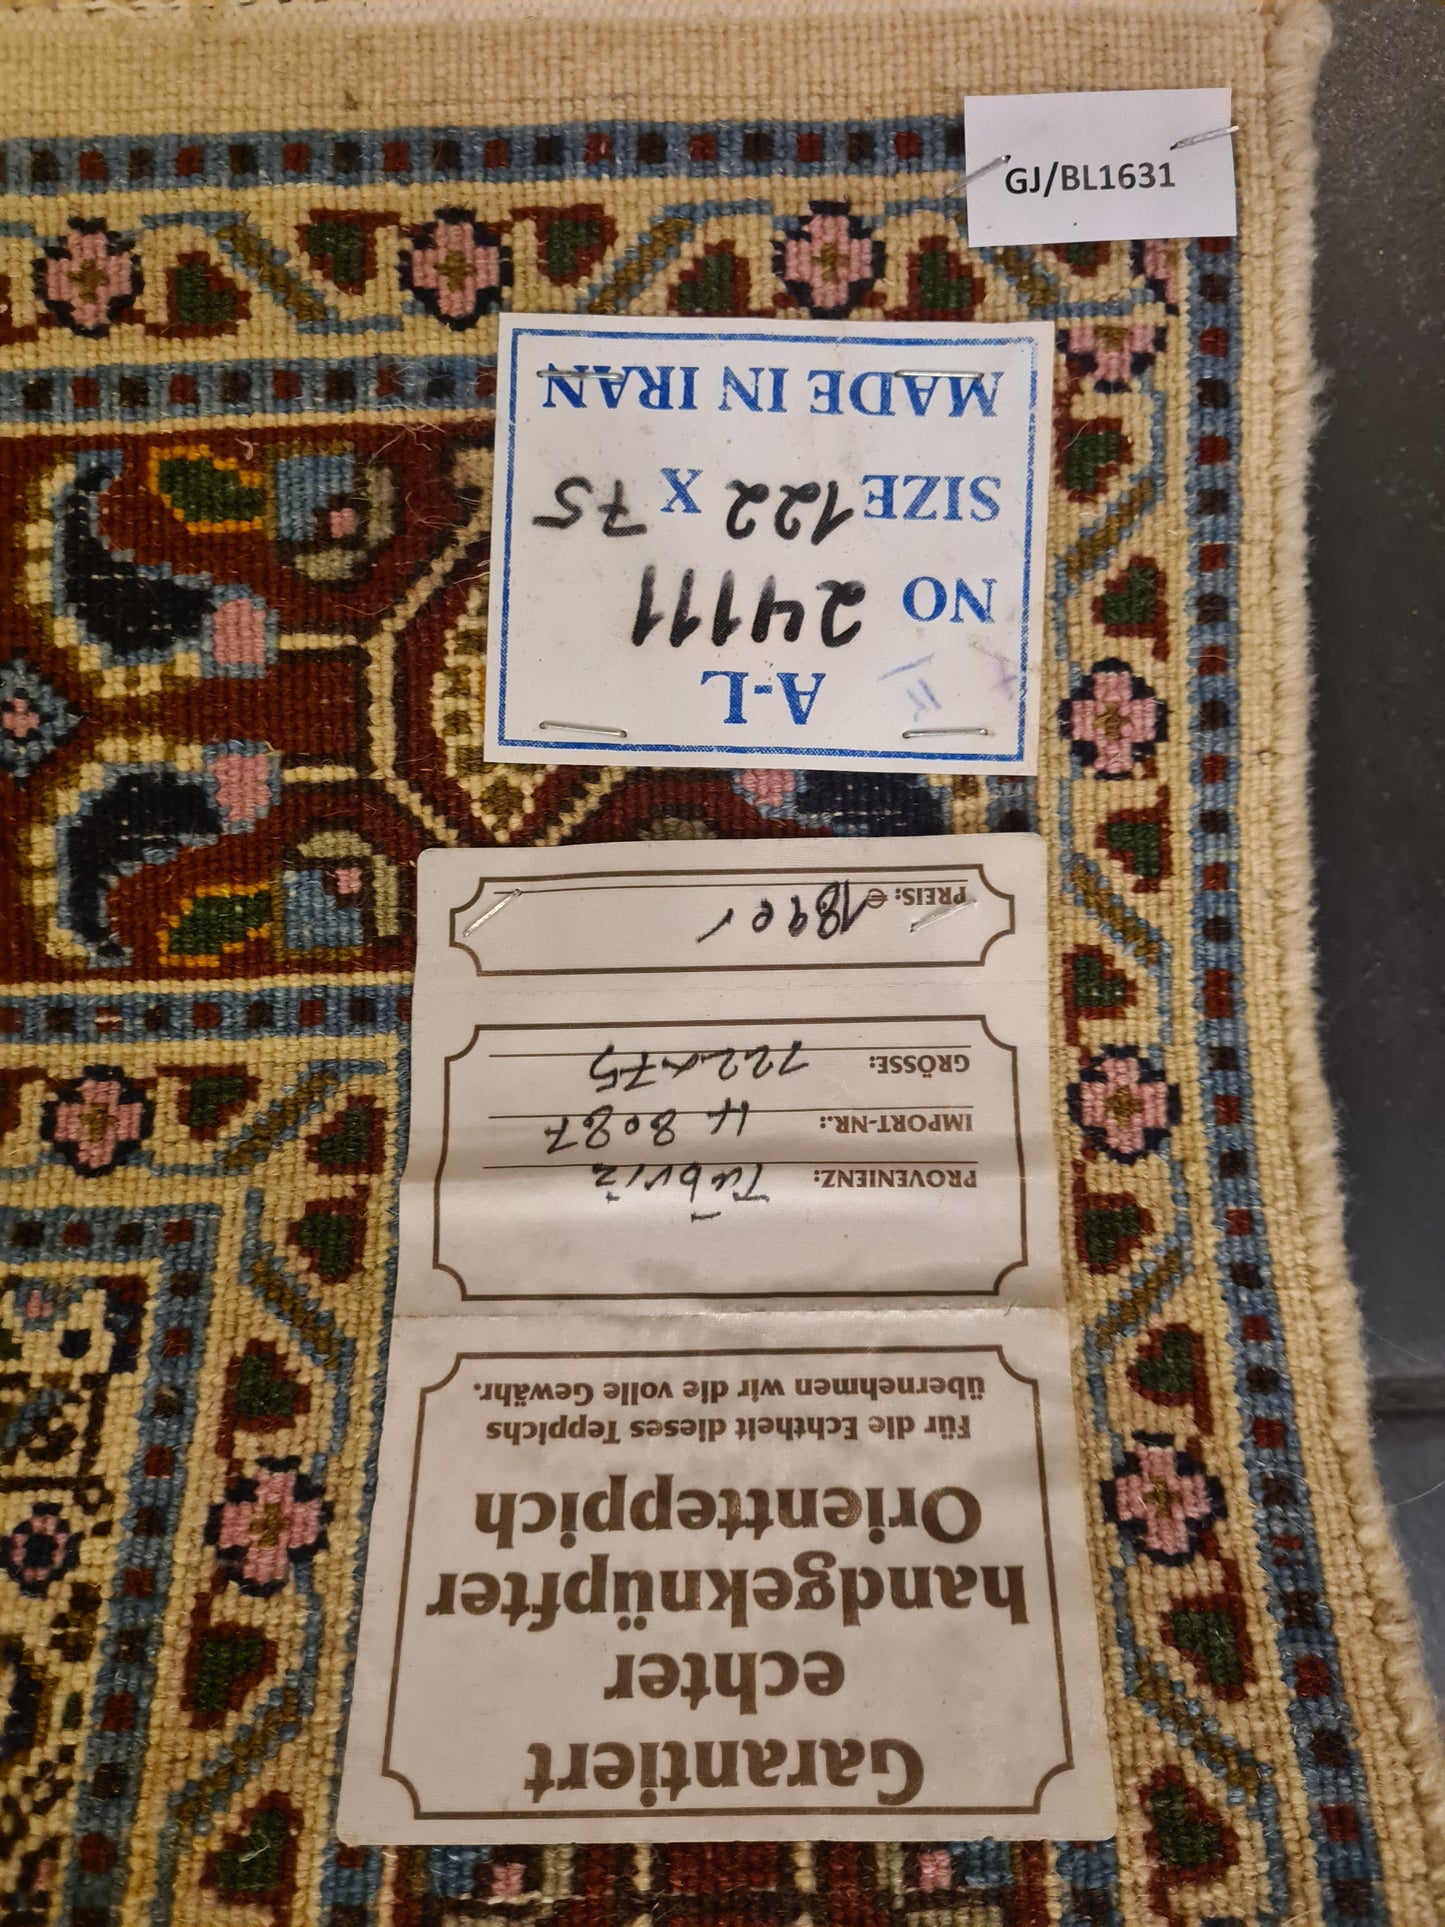 GJ/BL1631
A-L
NO 24111
SIZE 122 X 75
MADE IN IRAN
Garantiert
echter
handgeknüpfter
Orientteppich
Für die Echtheit dieses Teppichs
übernehmen wir die volle Gewähr.
PROVENIENZ: Täbriz
IMPORT-NR.: 48087
GRÖSSE: 122x75
PREIS: €